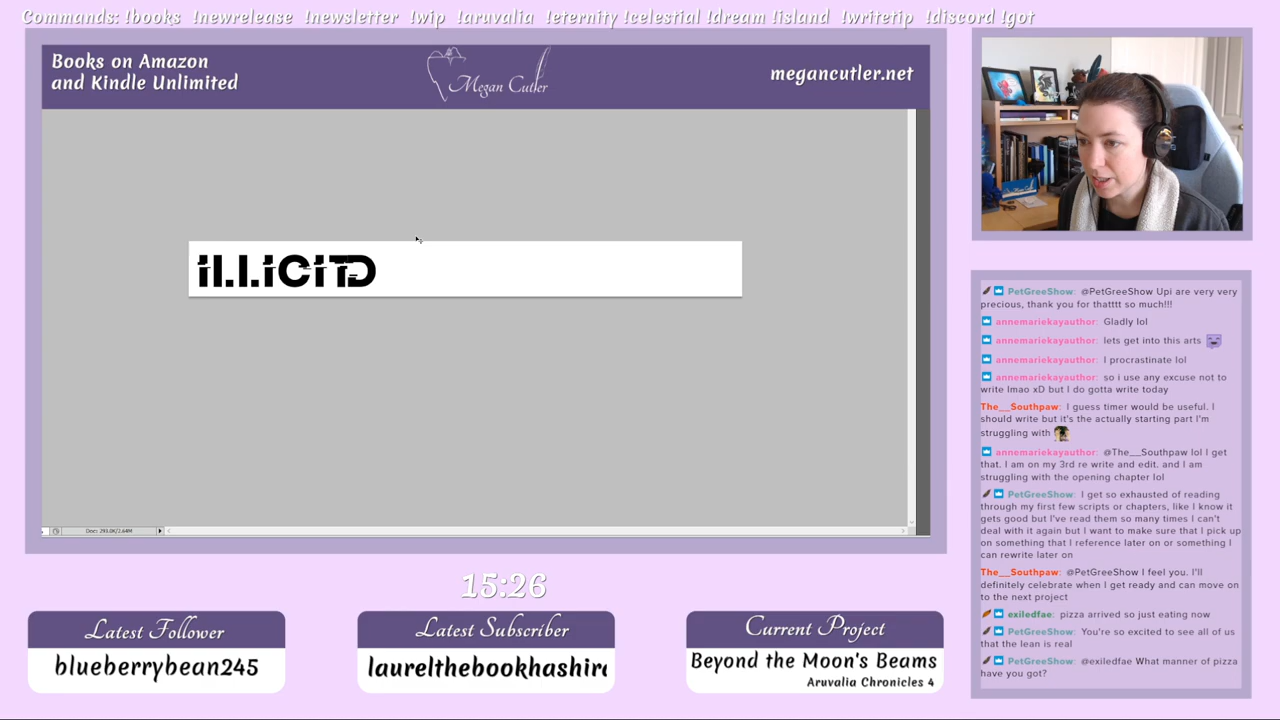 Commands: !books !newrelease !newsletter !wip !aruvalia !eternity !celestial !dream !island !writetip !discord !got
Books on Amazon
and Kindle Unlimited
Megan Cutler
megancutler.net
Doc: 293.0K/2.64M
PetGreeShow: @PetGreeShow Upi are very very
precious, thank you for thatttt so much!!!
annemariekayauthor: Gladly lol
annemariekayauthor: lets get into this arts
annemariekayauthor: I procrastinate lol
annemariekayauthor: so i use any excuse not to
write lmao xD but I do gotta write today
The__Southpaw: I guess timer would be useful. I
should write but it's the actually starting part I'm
struggling with
annemariekayauthor: @The__Southpaw lol I get
that. I am on my 3rd re write and edit. and I am
struggling with the opening chapter lol
PetGreeShow: I get so exhausted of reading
through my first few scripts or chapters, like I know it
gets good but I've read them so many times I can't
deal with it again but I want to make sure that I pick up
on something that I reference later on or something I
can rewrite later on
The__Southpaw: @PetGreeShow I feel you. I'll
definitely celebrate when I get ready and can move on
to the next project
exiledfae: pizza arrived so just eating now
PetGreeShow: You're so excited to see all of us
that the lean is real
PetGreeShow: @exiledfae What manner of pizza
have you got?
15:26
Latest Follower
blueberrybean245
Latest Subscriber
laurelthebookhashira
Current Project
Beyond the Moon's Beams
Aruvalia Chronicles 4